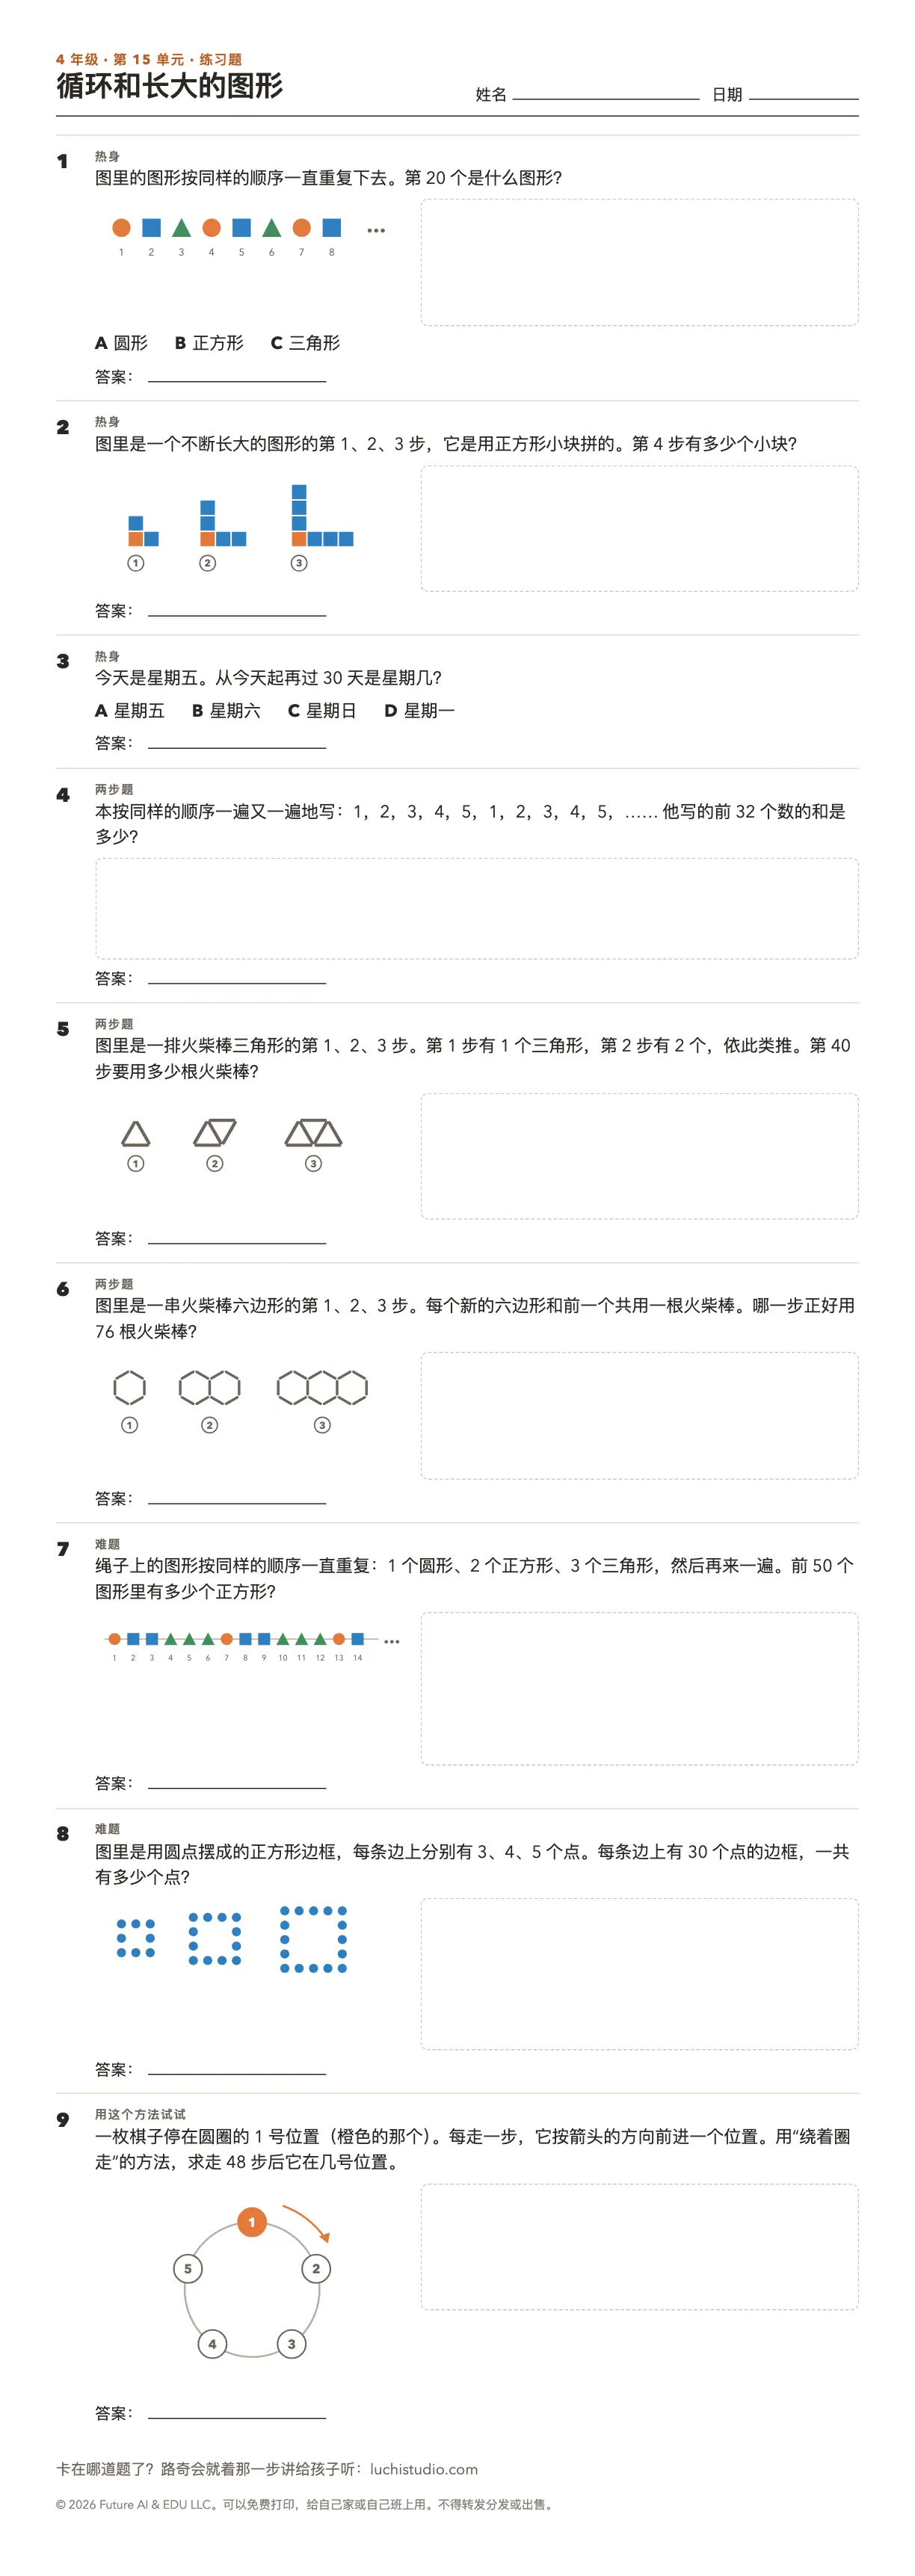 4 年级·第 15 单元·练习题
循环和长大的图形
姓名
日期
1
热身
图里的图形按同样的顺序一直重复下去。第 20 个是什么图形？
1 2 3 4 5 6 7 8
...
A 圆形 B 正方形 C 三角形
答案：
2
热身
图里是一个不断长大的图形的第 1、2、3 步，它是用正方形小块拼的。第 4 步有多少个小块？
1 2 3
答案：
3
热身
今天是星期五。从今天起再过 30 天是星期几？
A 星期五 B 星期六 C 星期日 D 星期一
答案：
4
两步题
本按同样的顺序一遍又一遍地写：1，2，3，4，5，1，2，3，4，5，…… 他写的前 32 个数的和是
多少？
答案：
5
两步题
图里是一排火柴棒三角形的第 1、2、3 步。第 1 步有 1 个三角形，第 2 步有 2 个，依此类推。第 40
步要用多少根火柴棒？
1 2 3
答案：
6
两步题
图里是一串火柴棒六边形的第 1、2、3 步。每个新的六边形和前一个共用一根火柴棒。哪一步正好用
76 根火柴棒？
1 2 3
答案：
7
难题
绳子上的图形按同样的顺序一直重复：1 个圆形、2 个正方形、3 个三角形，然后再来一遍。前 50 个
图形里有多少个正方形？
1 2 3 4 5 6 7 8 9 10 11 12 13 14
...
答案：
8
难题
图里是用圆点摆成的正方形边框，每条边上分别有 3、4、5 个点。每条边上有 30 个点的边框，一共
有多少个点？
答案：
9
用这个方法试试
一枚棋子停在圆圈的 1 号位置（橙色的那个）。每走一步，它按箭头的方向前进一个位置。用“绕着圈
走”的方法，求走 48 步后它在几号位置。
1
5 2
4 3
答案：
卡在哪道题了？路奇会就着那一步讲给孩子听：luchistudio.com
© 2026 Future AI & EDU LLC。可以免费打印，给自己家或自己班上用。不得转发分发或出售。